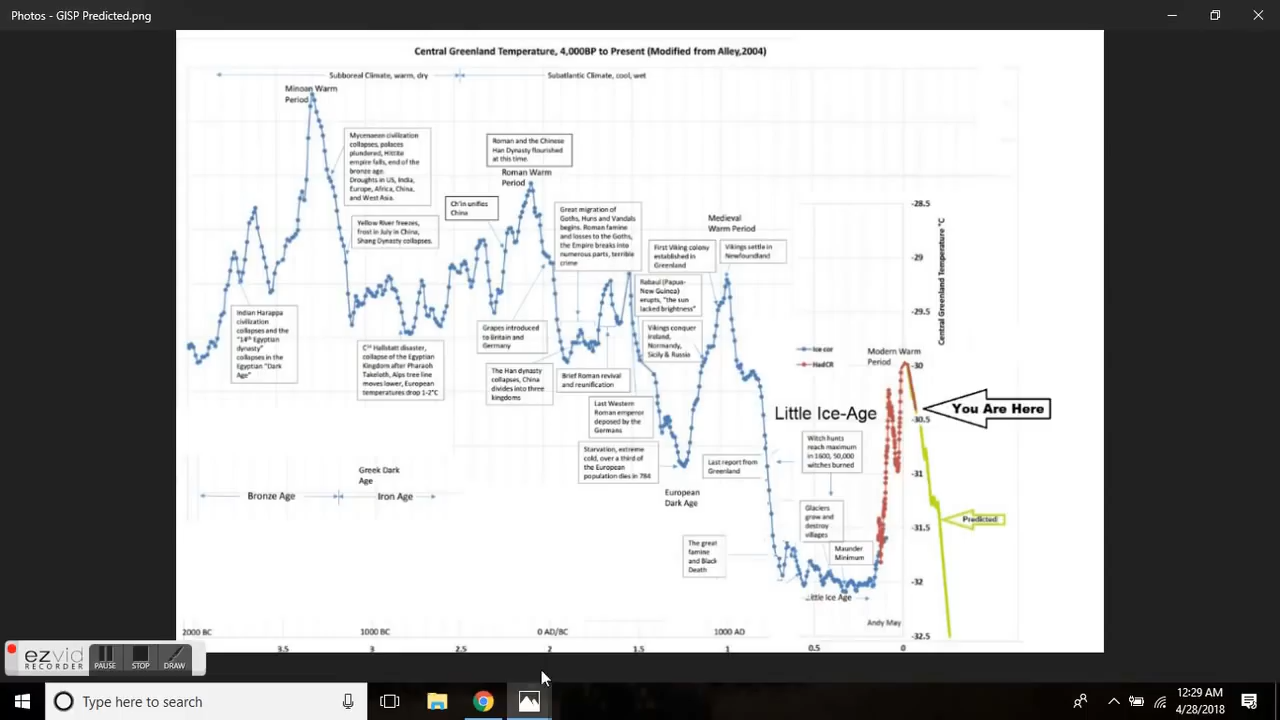 Photos - GISP Predicted.png
Central Greenland Temperature, 4,000BP to Present (Modified from Alley,2004)
Subboreal Climate, warm, dry
Subatlantic Climate, cool, wet
Minoan Warm
Period
Mycenaean civilization
collapses, palaces
plundered, Hittite
empire falls, end of the
bronze age.
Droughts in US, India,
Europe, Africa, China,
and West Asia.
Yellow River freezes,
frost in July in China,
Shang Dynasty collapses.
Indian Harappa
civilization
collapses and the
"14th Egyptian
dynasty"
collapses in the
Egyptian "Dark
Age"
Hallstatt disaster,
collapse of the Egyptian
Kingdom after Pharaoh
Takeloth, Alps tree line
moves lower, European
temperatures drop 1-2°C
Ch'in unifies
China
Roman and the Chinese
Han Dynasty flourished
at this time.
Roman Warm
Period
Great migration of
Goths, Huns and Vandals
begins. Roman famine
and losses to the Goths,
the Empire breaks into
numerous parts, terrible
crime
Grapes introduced
to Britain and
Germany
The Han dynasty
collapses, China
divides into three
kingdoms
Brief Roman revival
and reunification
Last Western
Roman emperor
deposed by the
Germans
Starvation, extreme
cold, over a third of
the European
population dies in 784
Rabaul (Papua-
New Guinea)
erupts, "the sun
lacked brightness"
Vikings conquer
Ireland,
Normandy,
Sicily & Russia
First Viking colony
established in
Greenland
Medieval
Warm Period
Vikings settle in
Newfoundland
European
Dark Age
Last report from
Greenland
The great
famine
and Black
Death
Little Ice-Age
Witch hunts
reach maximum
in 1600, 50,000
witches burned
Glaciers
grow and
destroy
villages
Maunder
Minimum
Little Ice Age
Ice cor
HadCR
Modern Warm
Period
You Are Here
Predicted
Andy May
Greek Dark
Age
Bronze Age
Iron Age
-28.5
-29
-29.5
-30
-30.5
-31
-31.5
-32
-32.5
Central Greenland Temperature °C
2000 BC
1000 BC
0 AD/BC
1000 AD
3.5
3
2.5
2
1.5
1
0.5
0
ezvid
RECORDER
PAUSE
STOP
DRAW
Type here to search
12:29 AM
4/28/2018